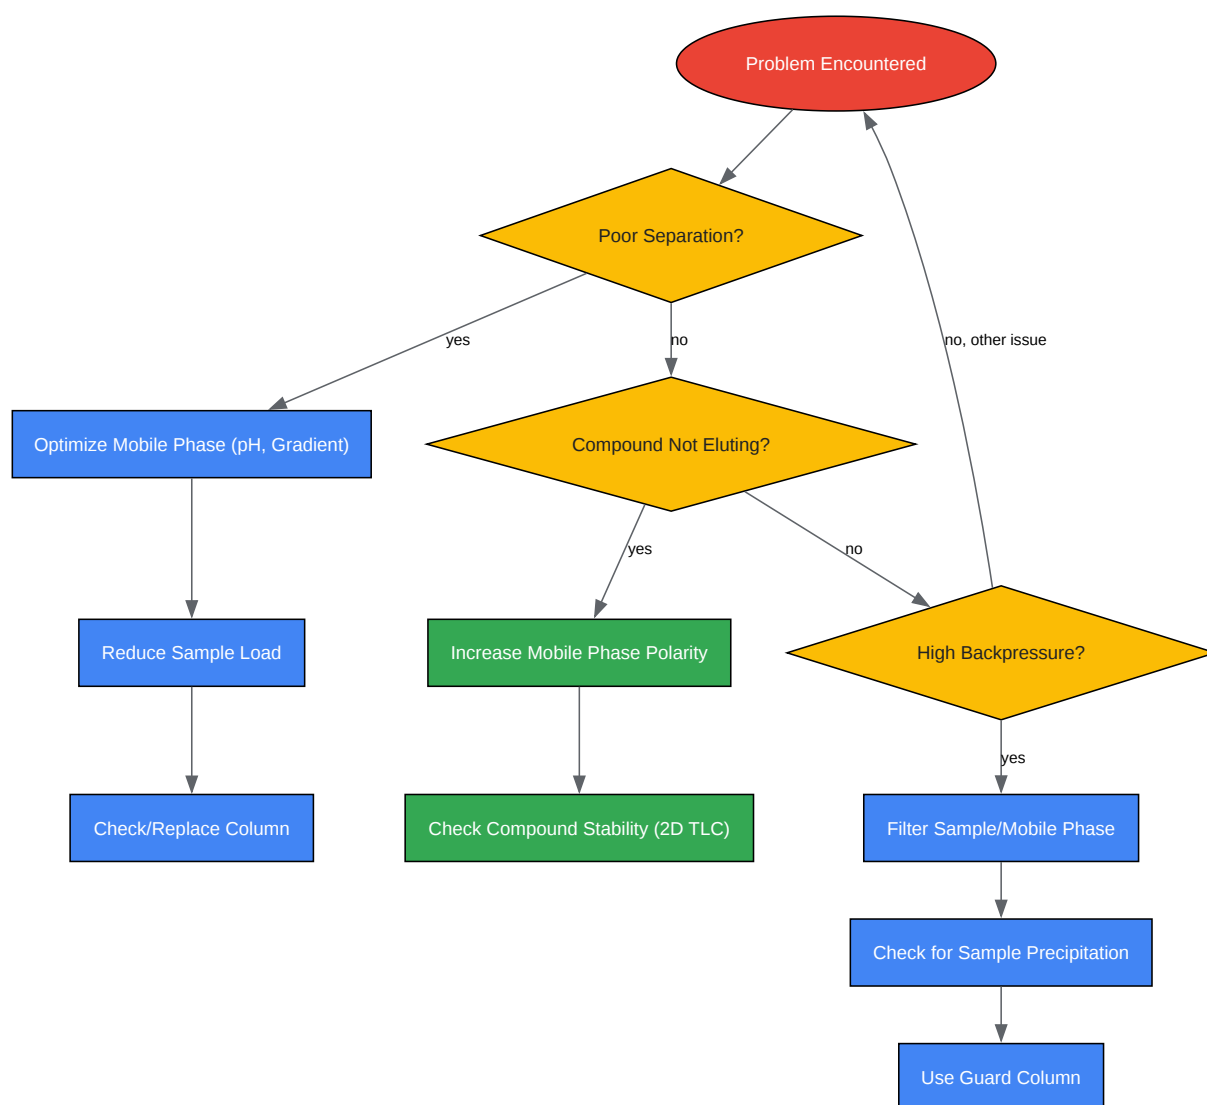 Problem Encountered
Poor Separation?
yes
no
no, other issue
Optimize Mobile Phase (pH, Gradient)
Compound Not Eluting?
yes
no
Reduce Sample Load
Increase Mobile Phase Polarity
High Backpressure?
yes
Check/Replace Column
Check Compound Stability (2D TLC)
Filter Sample/Mobile Phase
Check for Sample Precipitation
Use Guard Column